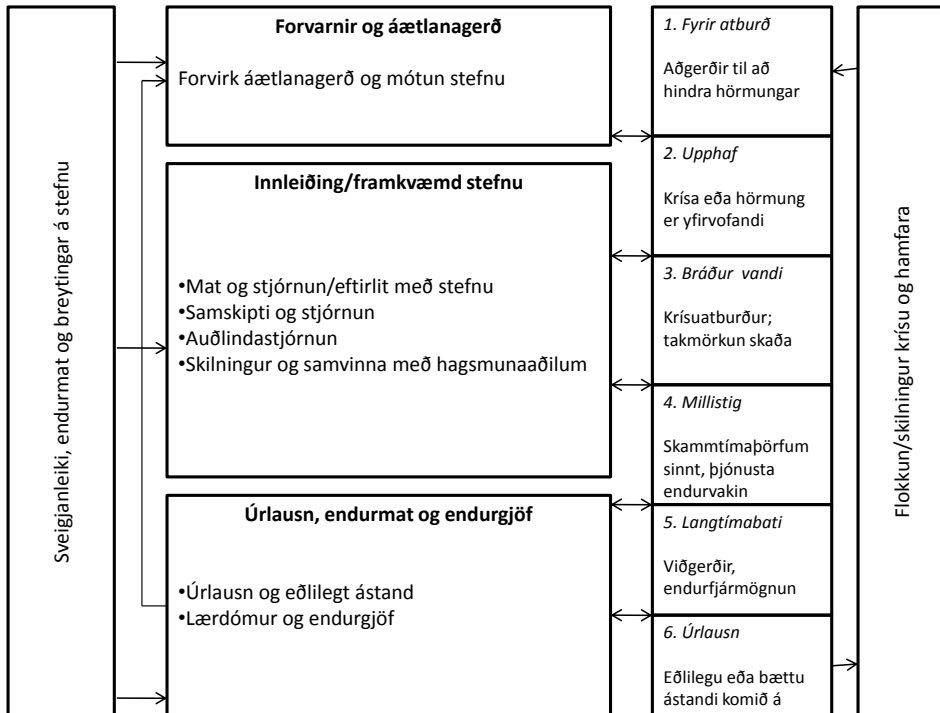 Sveigjanleiki, endurmat og breytingar á stefnu
Forvarnir og áætlanagerð
Forvirk áætlanagerð og mótun stefnu
Innleiðing/framkvæmd stefnu
•Mat og stjórnun/eftirlit með stefnu
•Samskipti og stjórnun
•Auðlindastjórnun
•Skilningur og samvinna með hagsmunaaðilum
Úrlausn, endurmat og endurgjöf
•Úrlausn og eðlilegt ástand
•Lærdómur og endurgjöf
1. Fyrir atburð
Aðgerðir til að
hindra hörmungar
2. Upphaf
Krísa eða hörmung
er yfirvofandi
3. Bráður vandi
Krísuatburður;
takmörkun skaða
4. Millistig
Skammtímaþörfum
sinnt, þjónusta
endurvakin
5. Langtímabati
Viðgerðir,
endurfjármögnun
6. Úrlausn
Eðlilegu eða bættu
ástandi komið á
Flokkun/skilningur krísu og hamfara